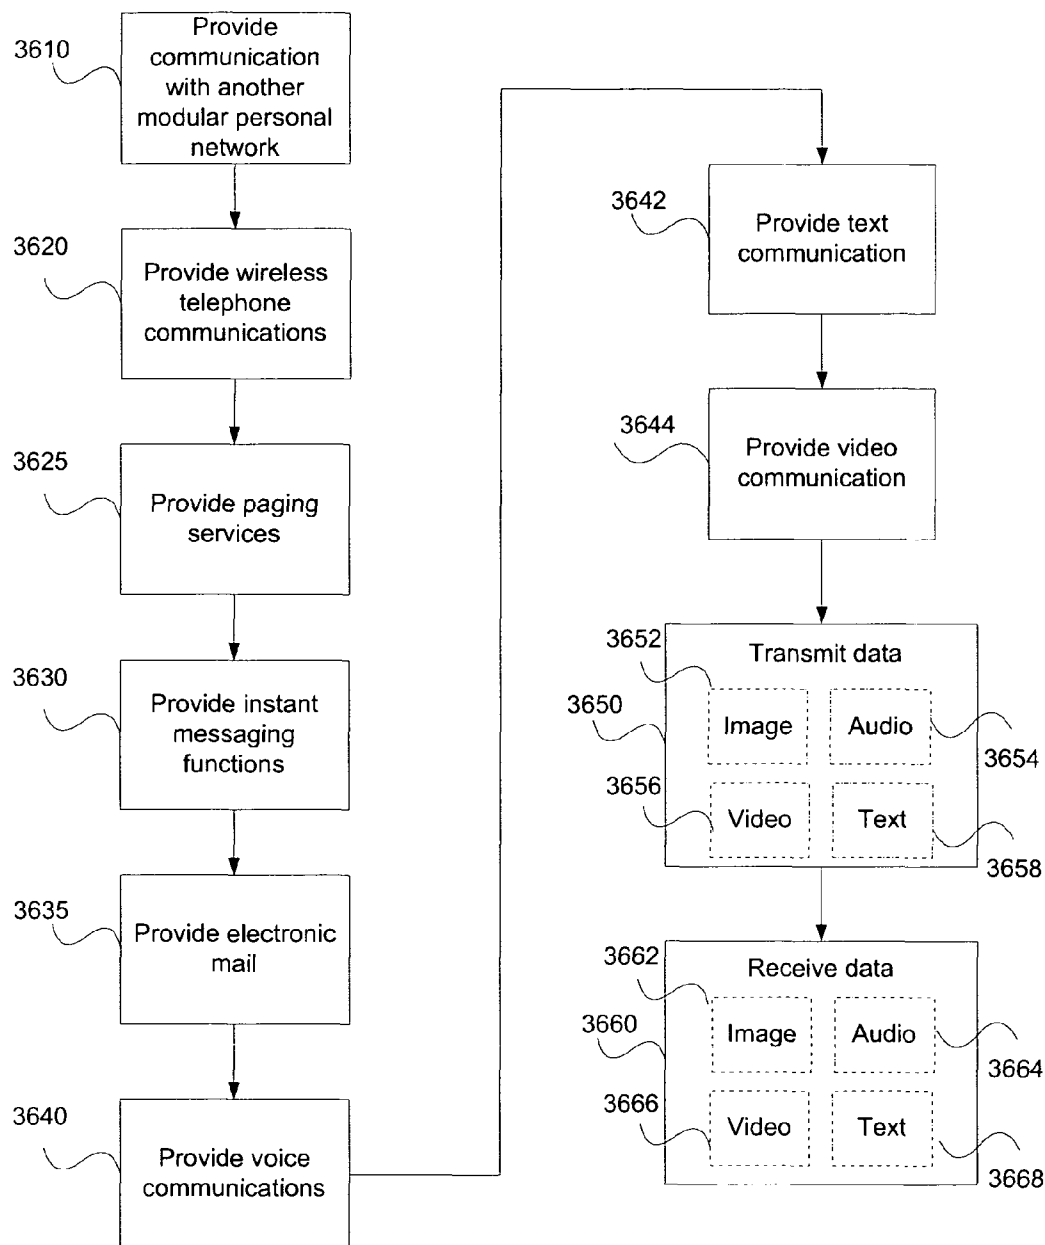 3610
Provide
communication
with another
modular personal
network
3620
Provide wireless
telephone
communications
3625
Provide paging
services
3630
Provide instant
messaging
functions
3635
Provide electronic
mail
3640
Provide voice
communications
3642
Provide text
communication
3644
Provide video
communication
3650
Transmit data
3652
Image
Audio
3654
3656
Video
Text
3658
3660
Receive data
3662
Image
Audio
3664
3666
Video
Text
3668